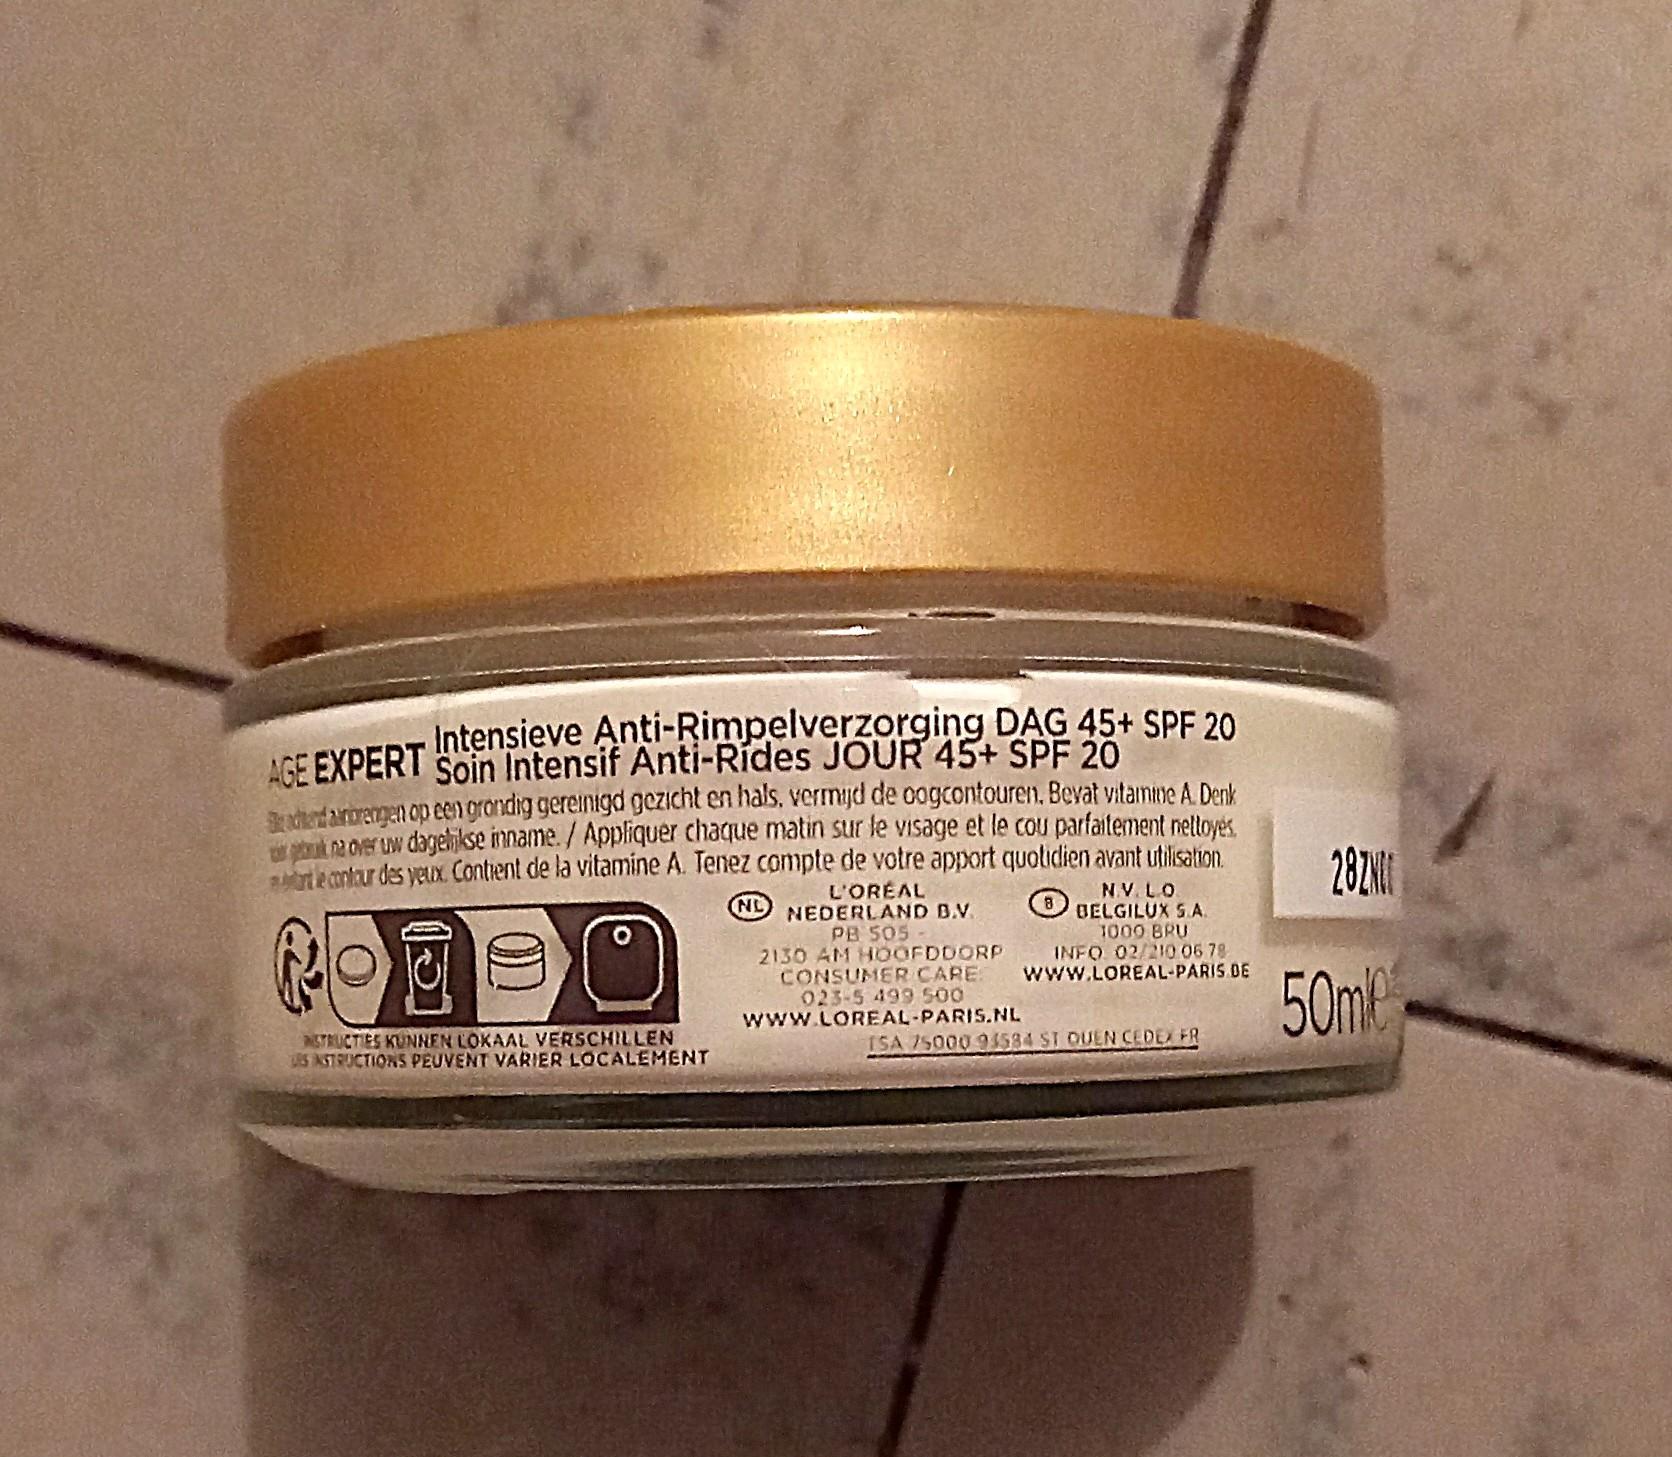 AGE EXPERT
Intensieve Anti-Rimpelverzorging DAG 45+ SPF 20
Soin Intensif Anti-Rides JOUR 45+ SPF 20
aanbrengen op een grondig gereinigd gezicht en hals, vermijd de oogcontouren. Bevat vitamine A. Denk
na over uw dagelijkse inname. / Appliquer chaque matin sur le visage et le cou parfaitement nettoyés,
le contour des yeux. Contient de la vitamine A. Tenez compte de votre apport quotidien avant utilisation.
INSTRUCTIES KUNNEN LOKAAL VERSCHILLEN
LES INSTRUCTIONS PEUVENT VARIER LOCALEMENT
NL
L'ORÉAL
NEDERLAND B.V.
PB 505 -
2130 AM HOOFDDORP
CONSUMER CARE:
023-5 499 500
WWW.LOREAL-PARIS.NL
B
N.V. L.O.
BELGILUX S.A.
1000 BRU
INFO: 02/210 06 78
WWW.LOREAL-PARIS.BE
TSA 75000 93584 ST OUEN CEDEX FR
50ml e